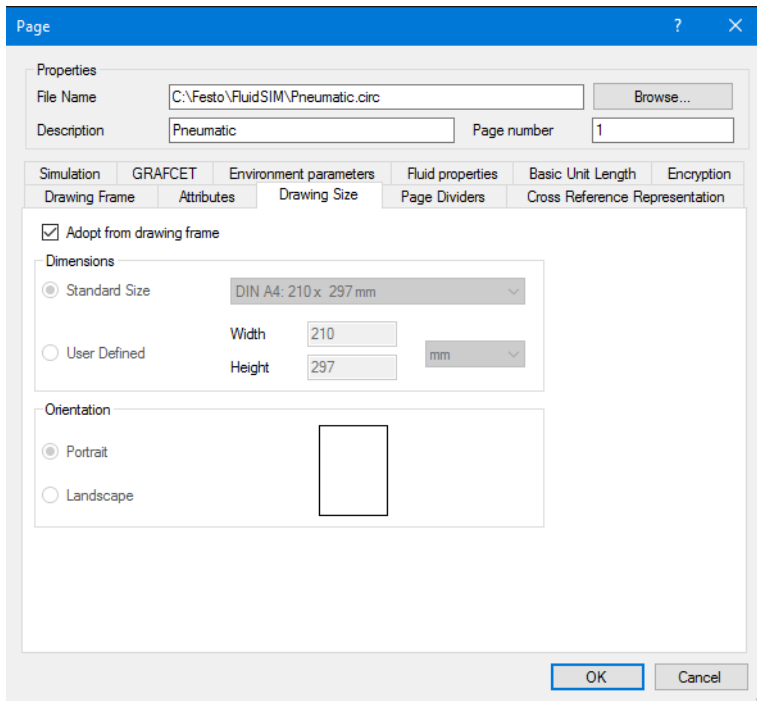 Page ?
Properties
File Name C:\Festo\FluidSIM\Pneumatic.circ Browse...
Description Pneumatic Page number 1
Simulation GRAFCET Environment parameters Fluid properties Basic Unit Length Encryption
Drawing Frame Attributes Drawing Size Page Dividers Cross Reference Representation
Adopt from drawing frame
Dimensions
Standard Size DIN A4: 210 x 297 mm
Width 210
User Defined mm
Height 297
Orientation
Portrait
Landscape
OK Cancel